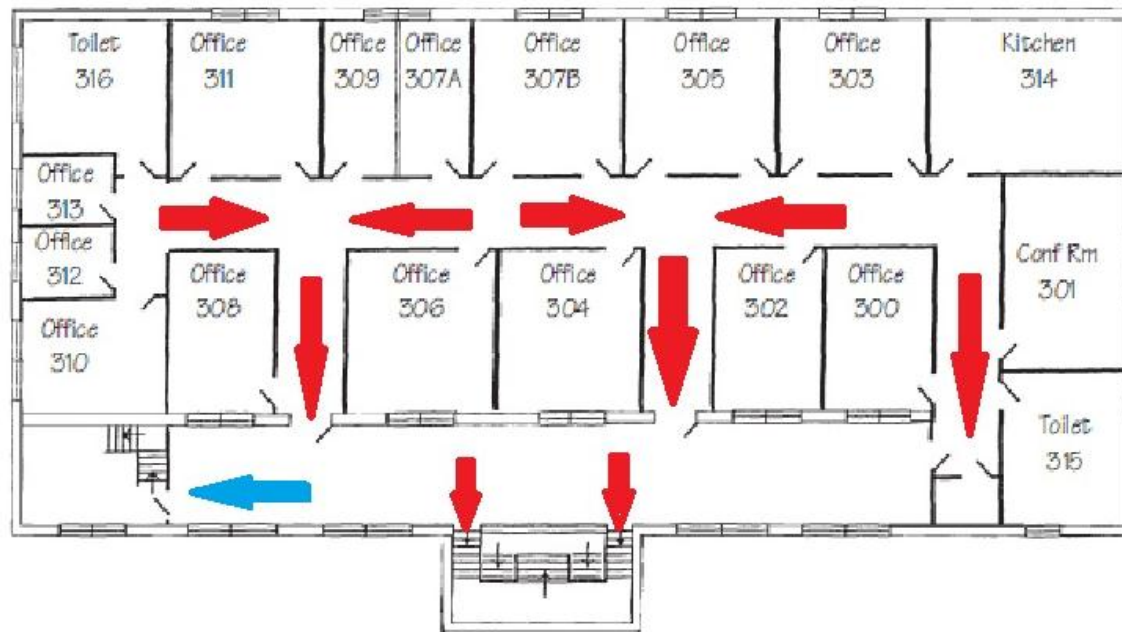 Toilet
316
Office
311
Office
309
Office
307A
Office
307B
Office
305
Office
303
Kitchen
314
Office
313
Office
312
Office
310
Office
308
Office
306
Office
304
Office
302
Office
300
Conf Rm
301
Toilet
315